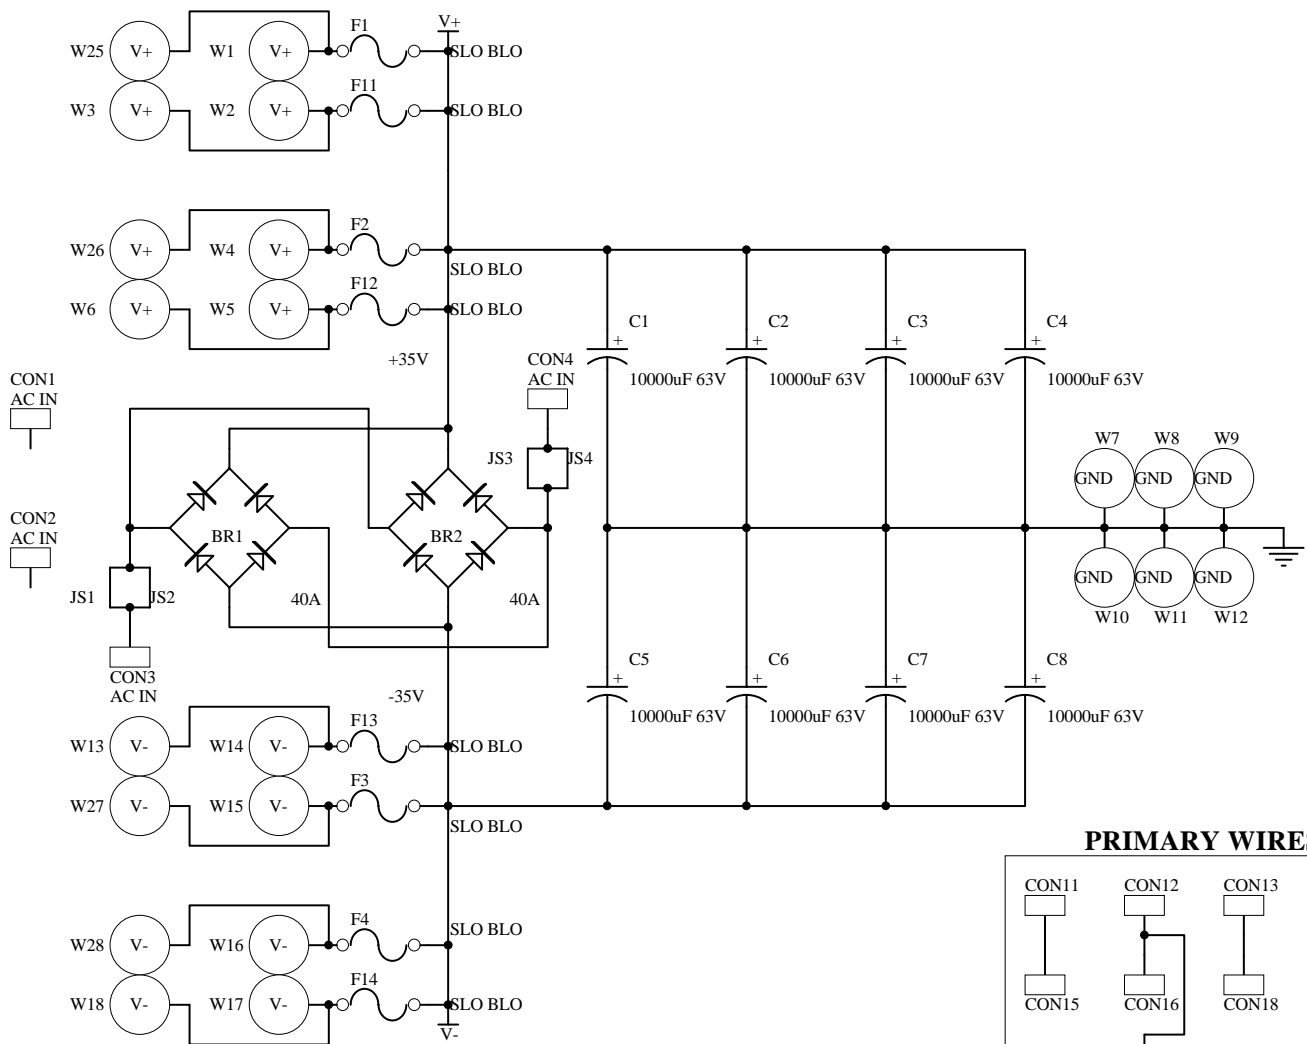 V+
F1
W25 V+ W1 V+ SLO BLO
F11
W3 V+ W2 V+ SLO BLO
F2
W26 V+ W4 V+
SLO BLO
F12
W6 V+ W5 V+ SLO BLO
C1 C2 C3 C4
+ + + +
10000uF 63V 10000uF 63V 10000uF 63V 10000uF 63V
+35V
CON4
AC IN
CON1
AC IN
JS3 JS4
W7 W8 W9
GND GND GND
CON2
AC IN
BR1 BR2
GND GND GND
W10 W11 W12
JS1 JS2
40A 40A
CON3
AC IN
-35V
C5 C6 C7 C8
+ + + +
10000uF 63V 10000uF 63V 10000uF 63V 10000uF 63V
F13
W13 V- W14 V- SLO BLO
F3
W27 V- W15 V-
SLO BLO
F4
SLO BLO
W28 V- W16 V-
F14
W18 V- W17 V- SLO BLO
V-
PRIMARY WIRES
CON11 CON12 CON13
CON15 CON16 CON18